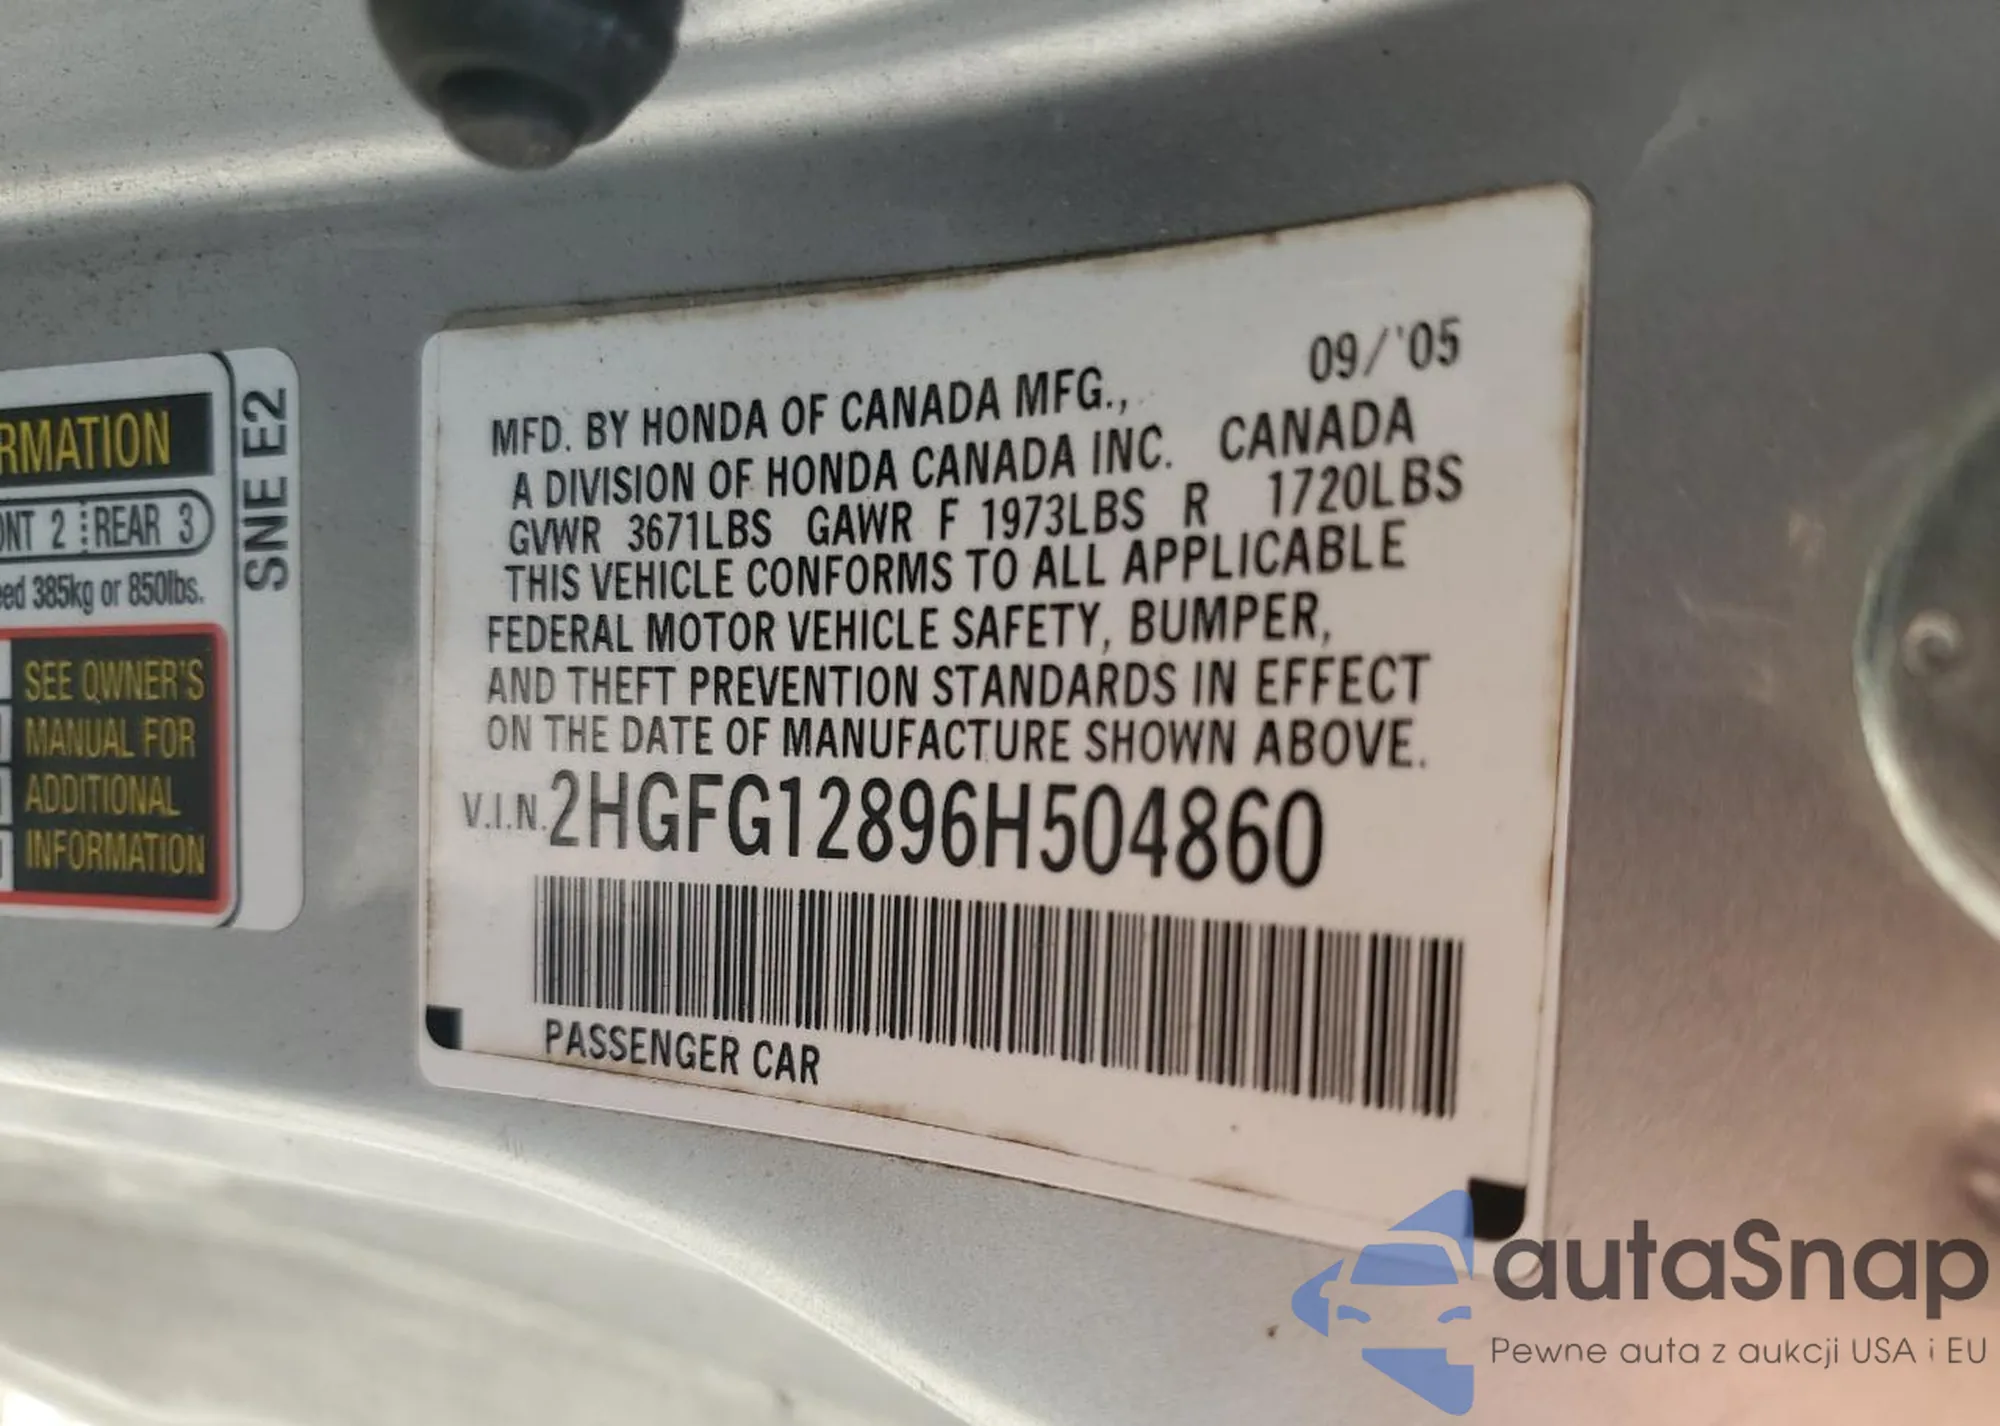 RMATION
ONT 2 REAR 3
eed 385kg or 850lbs.
SEE OWNER'S
MANUAL FOR
ADDITIONAL
INFORMATION
SNE E2
09/'05
MFD. BY HONDA OF CANADA MFG.,
A DIVISION OF HONDA CANADA INC. CANADA
GVWR 3671LBS GAWR F 1973LBS R 1720LBS
THIS VEHICLE CONFORMS TO ALL APPLICABLE
FEDERAL MOTOR VEHICLE SAFETY, BUMPER,
AND THEFT PREVENTION STANDARDS IN EFFECT
ON THE DATE OF MANUFACTURE SHOWN ABOVE.
V.I.N. 2HGFG12896H504860
PASSENGER CAR
autaSnap
Pewne auta z aukcji USA i EU